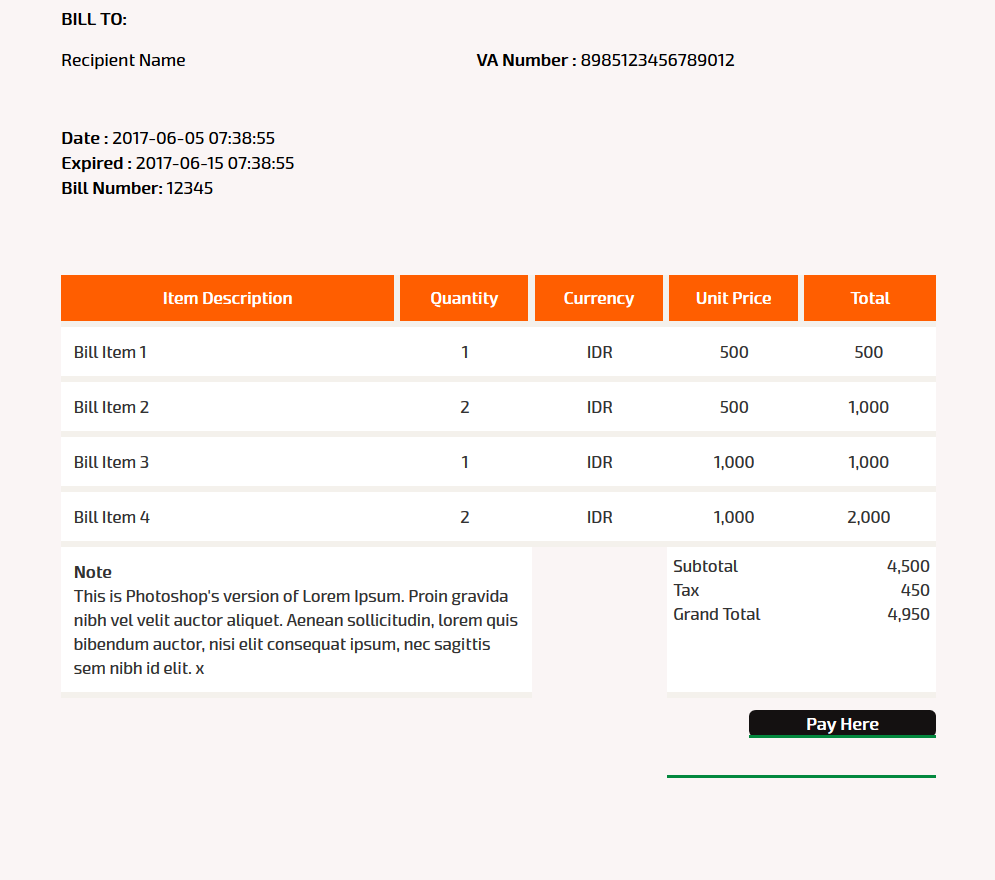 BILL TO:
Recipient Name VA Number : 8985123456789012
Date : 2017-06-05 07:38:55
Expired : 2017-06-15 07:38:55
Bill Number: 12345
Item Description Quantity Currency Unit Price Total
Bill Item 1 1 IDR 500 500
Bill Item 2 2 IDR 500 1,000
Bill Item 3 1 IDR 1,000 1,000
Bill Item 4 2 IDR 1,000 2,000
Note
This is Photoshop's version of Lorem Ipsum. Proin gravida
nibh vel velit auctor aliquet. Aenean sollicitudin, lorem quis
bibendum auctor, nisi elit consequat ipsum, nec sagittis
sem nibh id elit. x
Subtotal 4,500
Tax 450
Grand Total 4,950
Pay Here